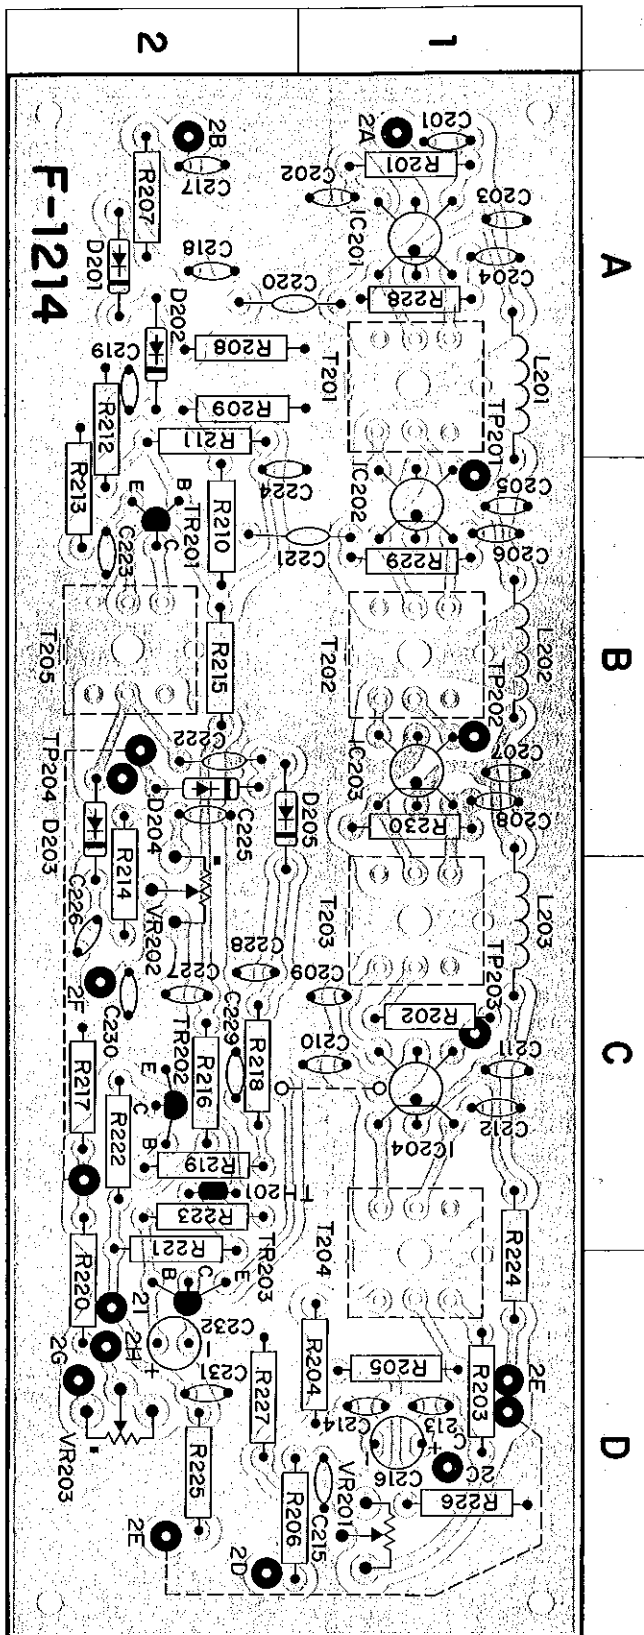 2
1
A
B
C
D
F-1214
2B
2A
C201
R201
C217
C202
R207
C203
IC201
D201
C218
C204
C220
R228
D202
R208
T201
L201
C219
R209
TP201
R212
R211
R213
C224
IC202
C205
E
B
C
TR201
R210
C206
C223
C221
R229
T205
R215
T202
L202
TP202
C222
TP204
D203
D204
C225
D205
IC203
C207
C208
R230
R214
VR202
C226
T203
L203
C228
C209
TP203
C227
2F
C230
TR202
C229
R202
R218
C210
C211
R217
E
C
B
R216
C212
R222
IC204
R219
TH201
R223
T204
R220
R221
TR203
R224
B
C
E
2I
2H
C232
-
+
2G
R204
C231
R205
R203
2E
VR203
R227
C214
C213
C216
-
+
C
2C
R225
R206
C215
VR201
R226
2E
2D